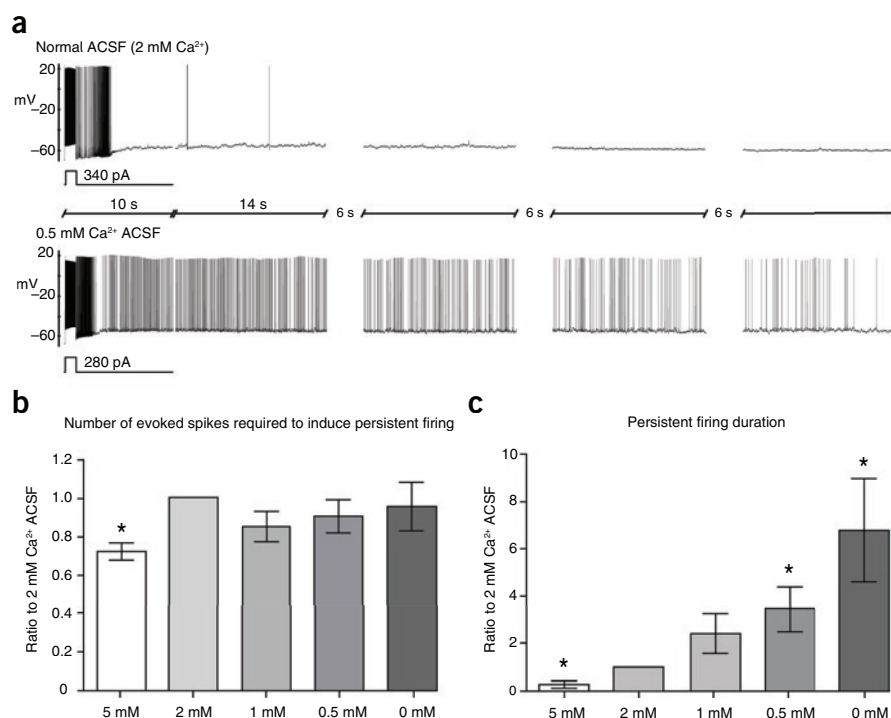 a
Normal ACSF (2 mM Ca²⁺)
20
mV
–20
–60
340 pA
10 s
14 s
6 s
6 s
6 s
0.5 mM Ca²⁺ ACSF
20
mV
–20
–60
280 pA
b
Number of evoked spikes required to induce persistent firing
Ratio to 2 mM Ca²⁺ ACSF
1.2
1.0
0.8
0.6
0.4
0.2
0
*
5 mM
2 mM
1 mM
0.5 mM
0 mM
c
Persistent firing duration
Ratio to 2 mM Ca²⁺ ACSF
10
8
6
4
2
0
*
*
*
5 mM
2 mM
1 mM
0.5 mM
0 mM